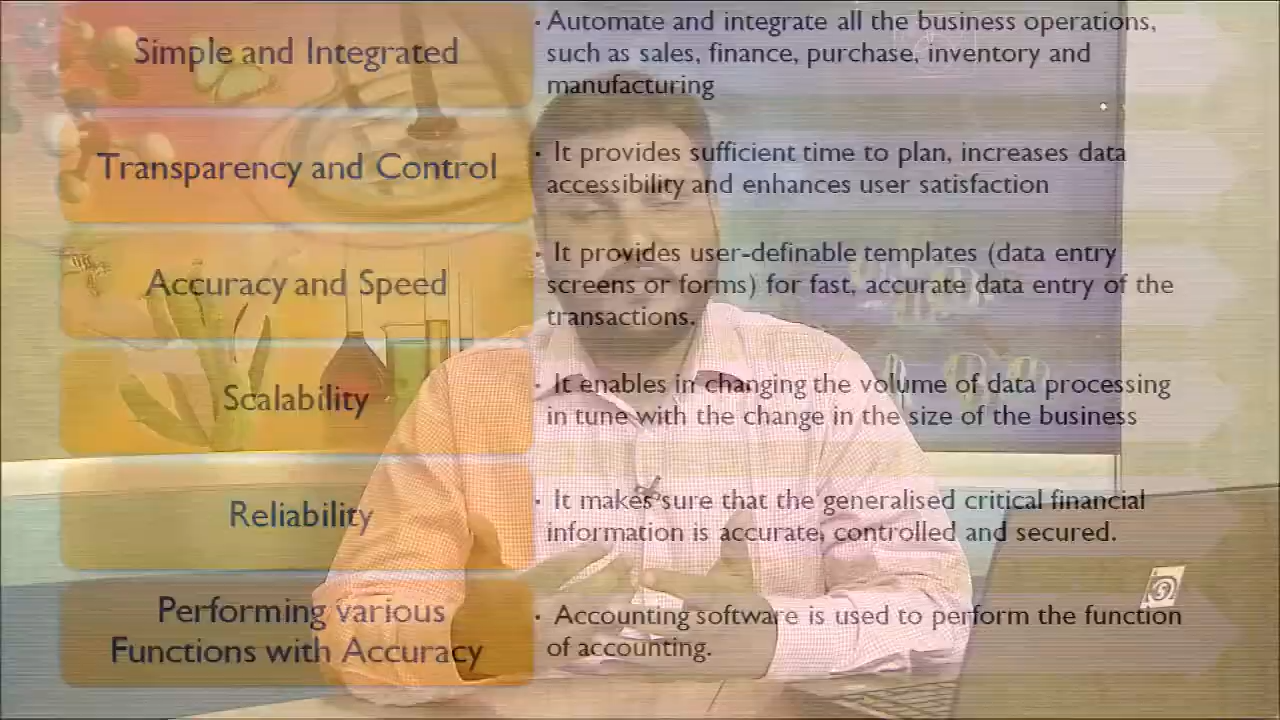 Simple and Integrated
• Automate and integrate all the business operations,
such as sales, finance, purchase, inventory and
manufacturing
Transparency and Control
• It provides sufficient time to plan, increases data
accessibility and enhances user satisfaction
Accuracy and Speed
• It provides user-definable templates (data entry
screens or forms) for fast, accurate data entry of the
transactions.
Scalability
• It enables in changing the volume of data processing
in tune with the change in the size of the business
Reliability
• It makes sure that the generalised critical financial
information is accurate, controlled and secured.
Performing various
Functions with Accuracy
• Accounting software is used to perform the function
of accounting.